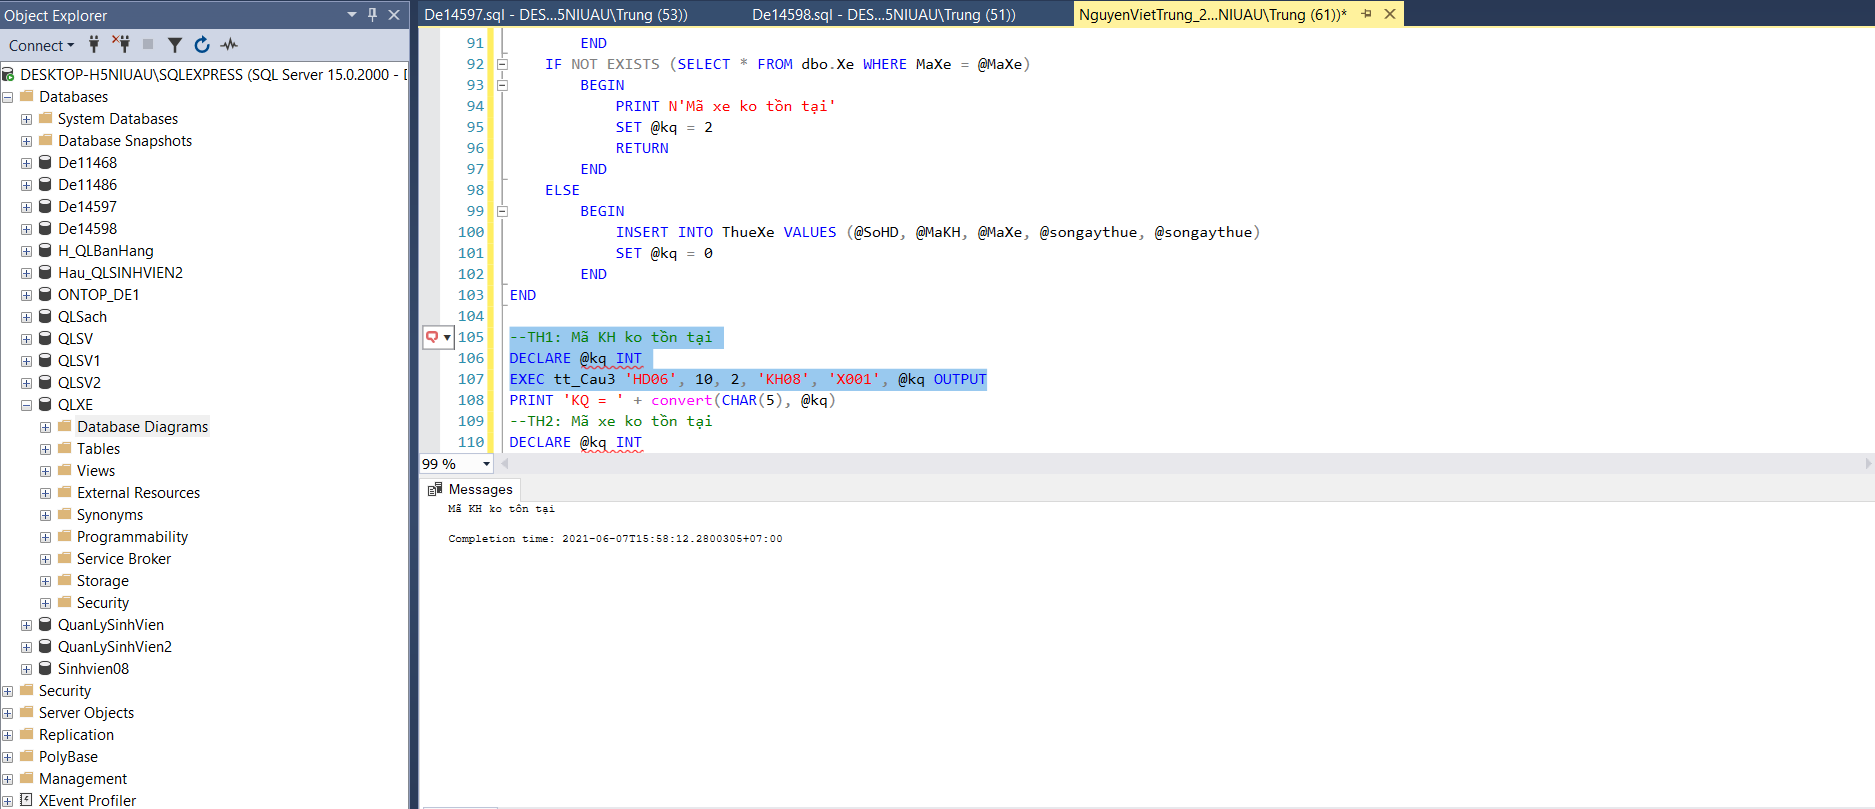 Object Explorer
Connect
DESKTOP-H5NIUAU\SQLEXPRESS (SQL Server 15.0.2000 - D
Databases
System Databases
Database Snapshots
De11468
De11486
De14597
De14598
H_QLBanHang
Hau_QLSINHVIEN2
ONTOP_DE1
QLSach
QLSV
QLSV1
QLSV2
QLXE
Database Diagrams
Tables
Views
External Resources
Synonyms
Programmability
Service Broker
Storage
Security
QuanLySinhVien
QuanLySinhVien2
Sinhvien08
Security
Server Objects
Replication
PolyBase
Management
XEvent Profiler
De14597.sql - DES...5NIUAU\Trung (53))
De14598.sql - DES...5NIUAU\Trung (51))
NguyenVietTrung_2...NIUAU\Trung (61))*
91 END
92 IF NOT EXISTS (SELECT * FROM dbo.Xe WHERE MaXe = @MaXe)
93 BEGIN
94 PRINT N'Mã xe ko tồn tại'
95 SET @kq = 2
96 RETURN
97 END
98 ELSE
99 BEGIN
100 INSERT INTO ThueXe VALUES (@SoHD, @MaKH, @MaXe, @songaythue, @songaythue)
101 SET @kq = 0
102 END
103 END
104
105 --TH1: Mã KH ko tồn tại
106 DECLARE @kq INT
107 EXEC tt_Cau3 'HD06', 10, 2, 'KH08', 'X001', @kq OUTPUT
108 PRINT 'KQ = ' + convert(CHAR(5), @kq)
109 --TH2: Mã xe ko tồn tại
110 DECLARE @kq INT
99 %
Messages
Mã KH ko tồn tại
Completion time: 2021-06-07T15:58:12.2800305+07:00